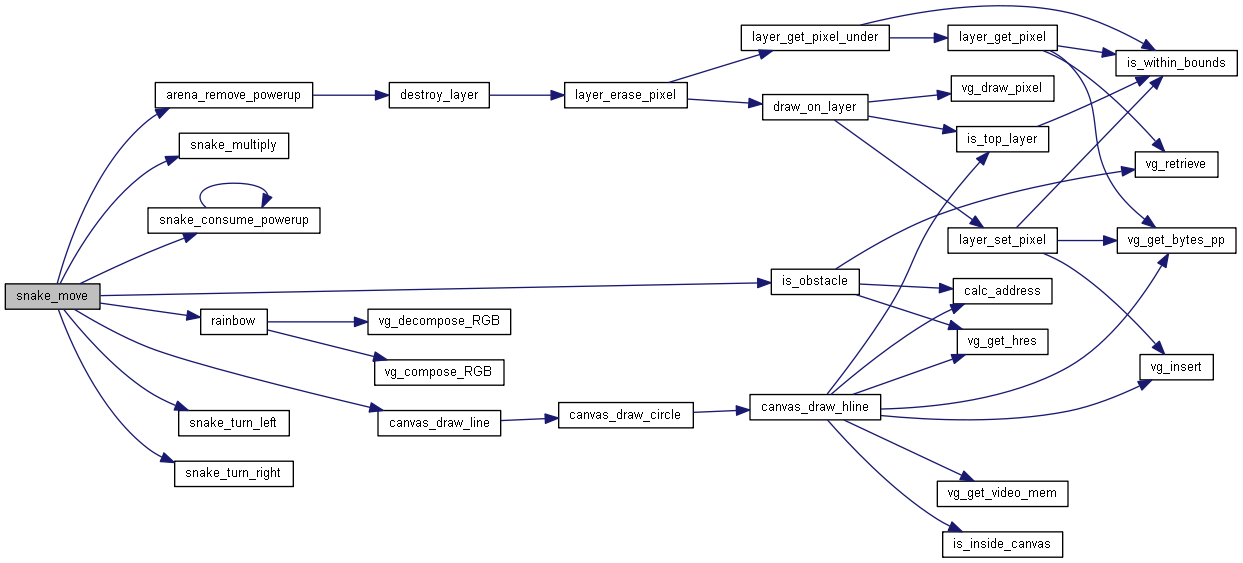 layer_get_pixel_under
layer_get_pixel
is_within_bounds
arena_remove_powerup
destroy_layer
layer_erase_pixel
vg_draw_pixel
draw_on_layer
snake_multiply
is_top_layer
vg_retrieve
snake_consume_powerup
layer_set_pixel
vg_get_bytes_pp
snake_move
is_obstacle
calc_address
rainbow
vg_decompose_RGB
vg_get_hres
vg_compose_RGB
vg_insert
snake_turn_left
canvas_draw_line
canvas_draw_circle
canvas_draw_hline
snake_turn_right
vg_get_video_mem
is_inside_canvas